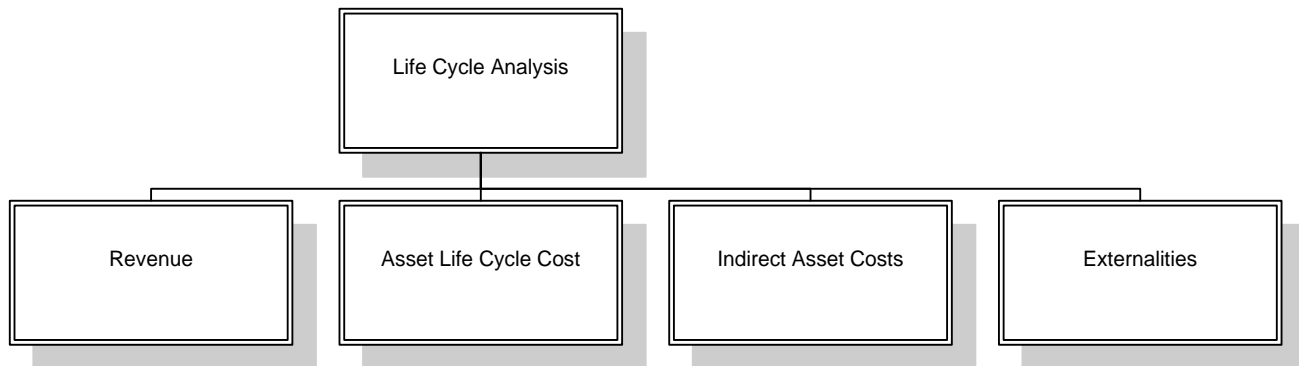 Life Cycle Analysis
Revenue
Asset Life Cycle Cost
Indirect Asset Costs
Externalities